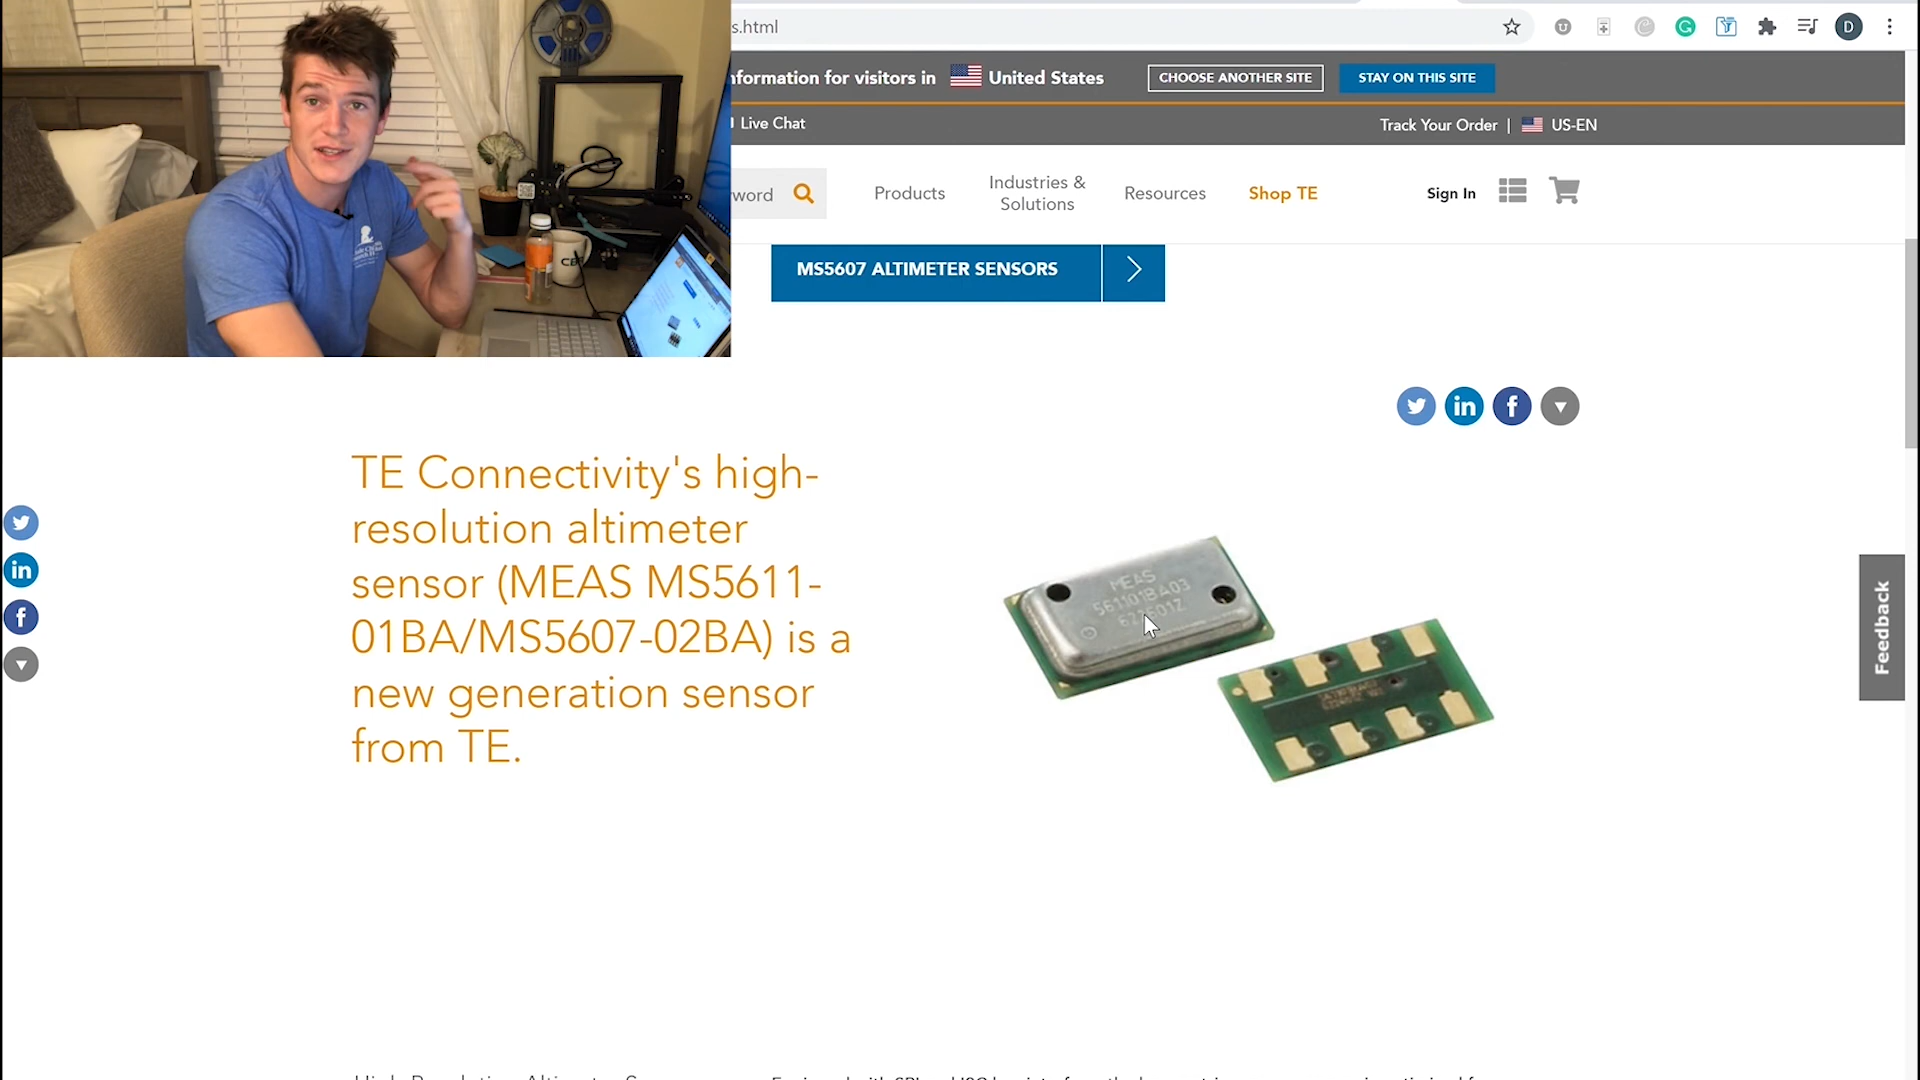 s.html
D
nformation for visitors in United States
CHOOSE ANOTHER SITE
STAY ON THIS SITE
Live Chat
Track Your Order | US-EN
word
Products
Industries &
Solutions
Resources
Shop TE
Sign In
MS5607 ALTIMETER SENSORS
TE Connectivity's high-
resolution altimeter
sensor (MEAS MS5611-
01BA/MS5607-02BA) is a
new generation sensor
from TE.
MEAS
561101BA03
Feedback